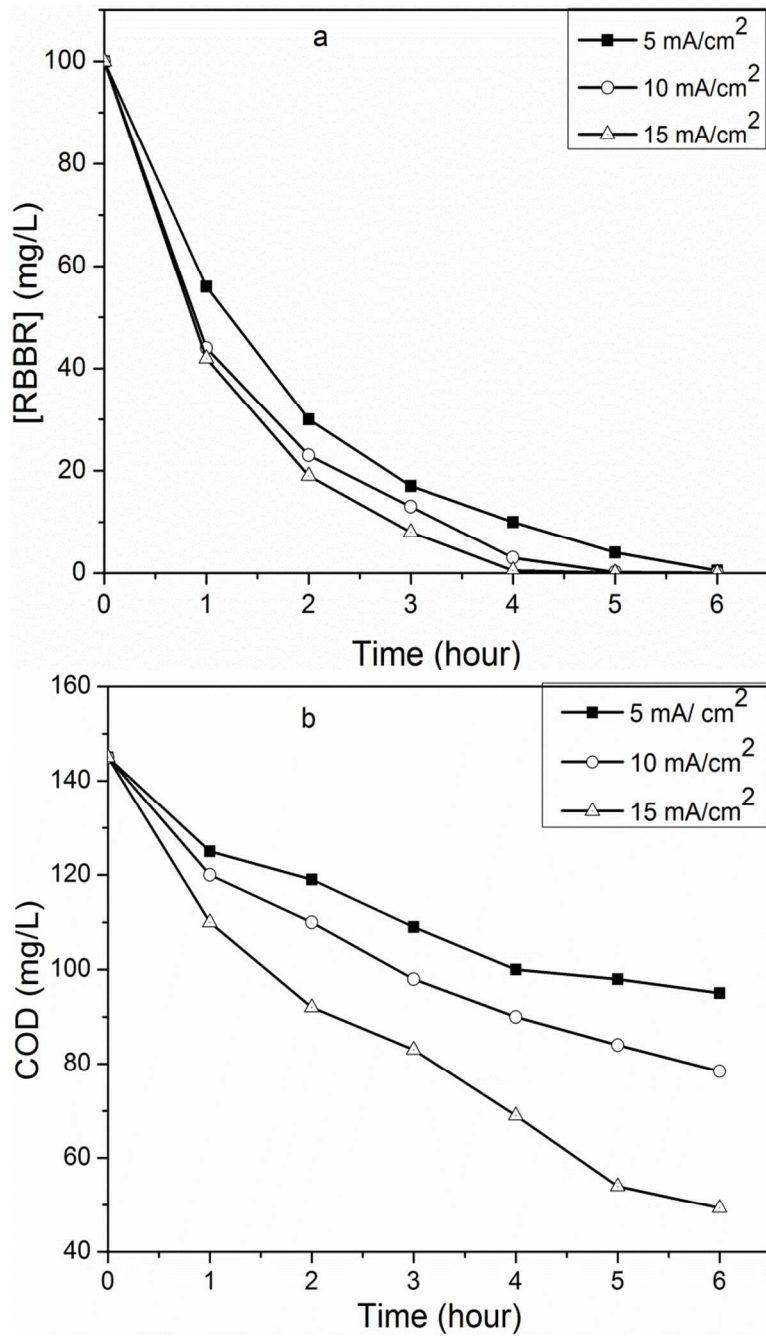 a
5 mA/cm²
10 mA/cm²
15 mA/cm²
[RBBR] (mg/L)
100
80
60
40
20
0
0 1 2 3 4 5 6
Time (hour)
b
5 mA/ cm²
10 mA/cm²
15 mA/cm²
COD (mg/L)
160
140
120
100
80
60
40
0 1 2 3 4 5 6
Time (hour)